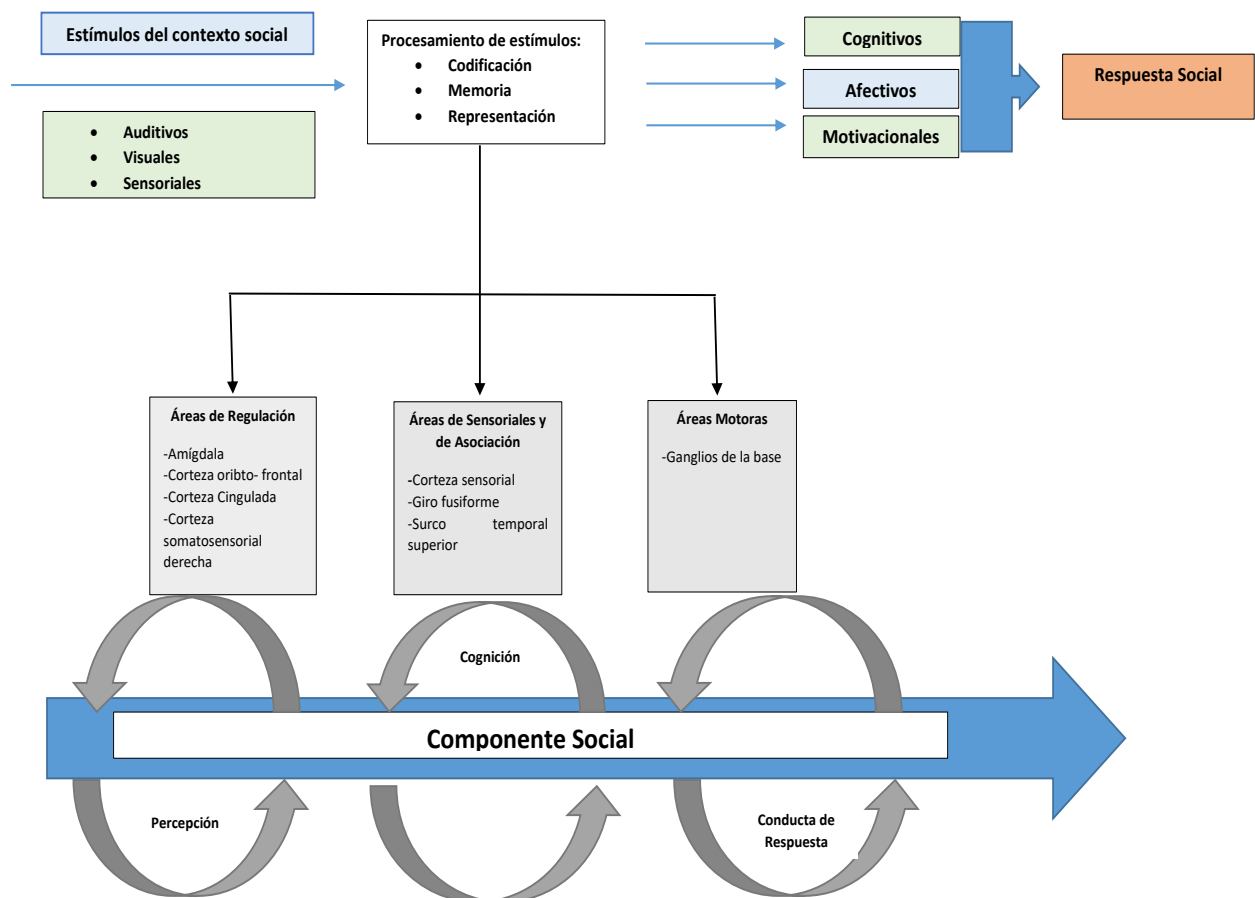 Estímulos del contexto social
• Auditivos
• Visuales
• Sensoriales
Procesamiento de estímulos:
• Codificación
• Memoria
• Representación
Cognitivos
Afectivos
Motivacionales
Respuesta Social
Áreas de Regulación
-Amígdala
-Corteza oribto- frontal
-Corteza Cingulada
-Corteza
somatosensorial
derecha
Áreas de Sensoriales y
de Asociación
-Corteza sensorial
-Giro fusiforme
-Surco temporal
superior
Áreas Motoras
-Ganglios de la base
Cognición
Componente Social
Percepción
Conducta de
Respuesta